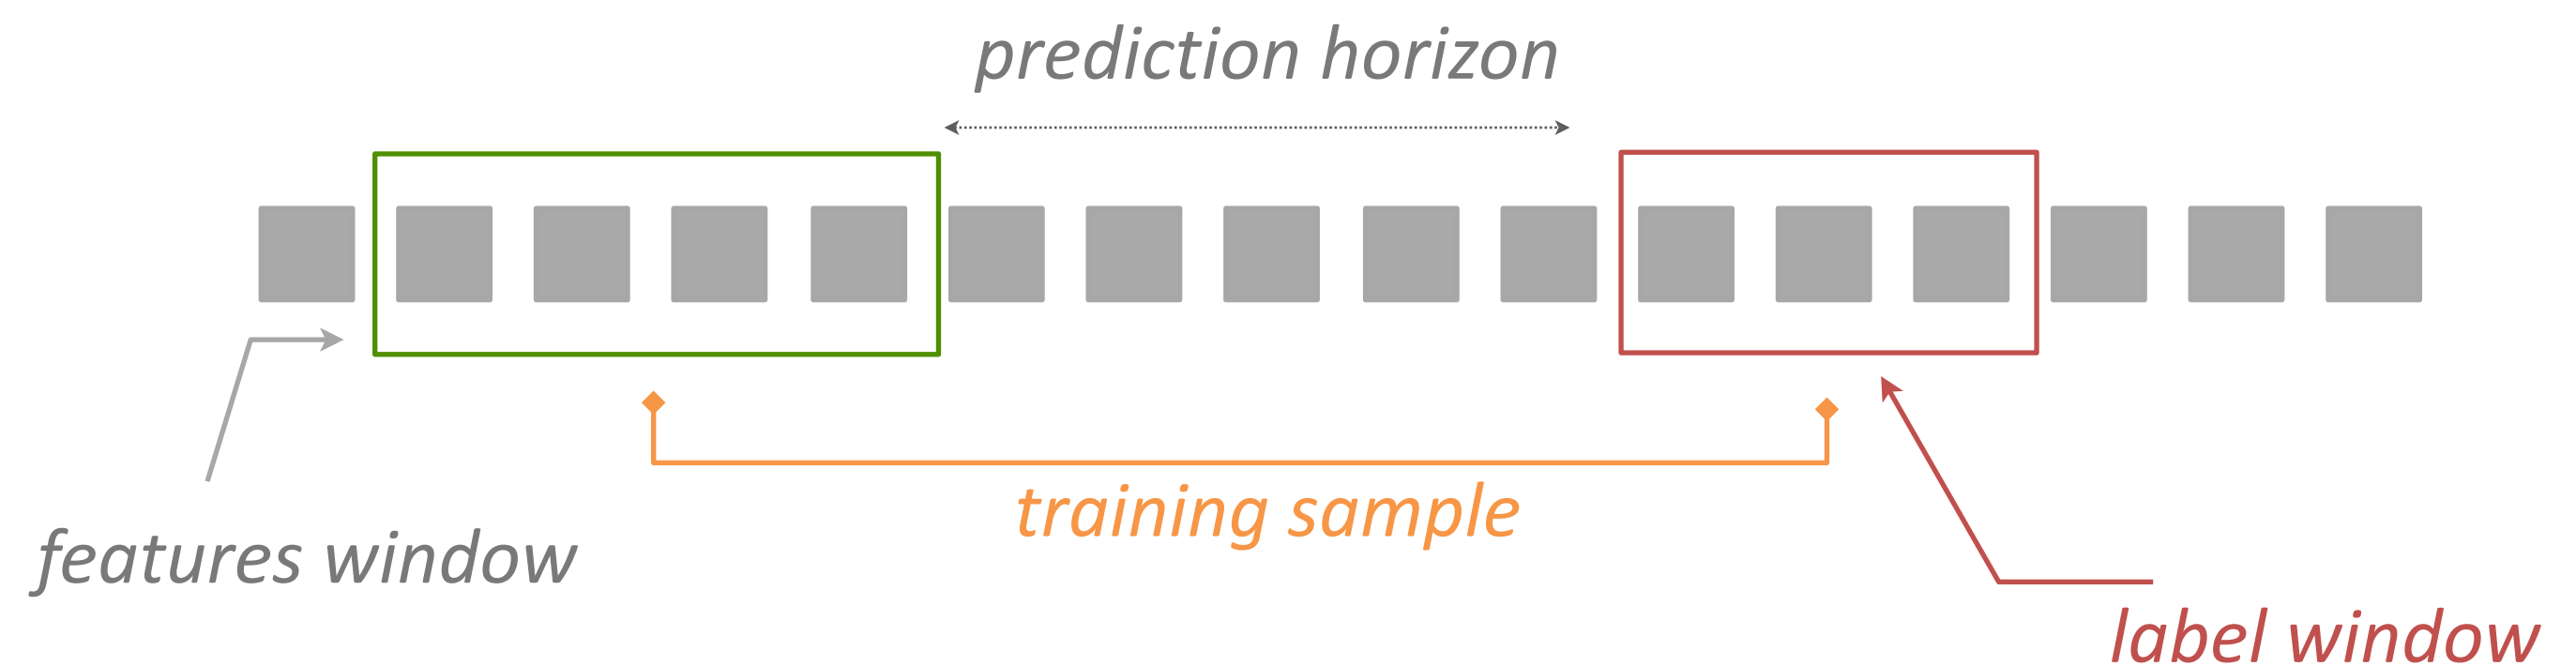 prediction horizon
training sample
features window
label window